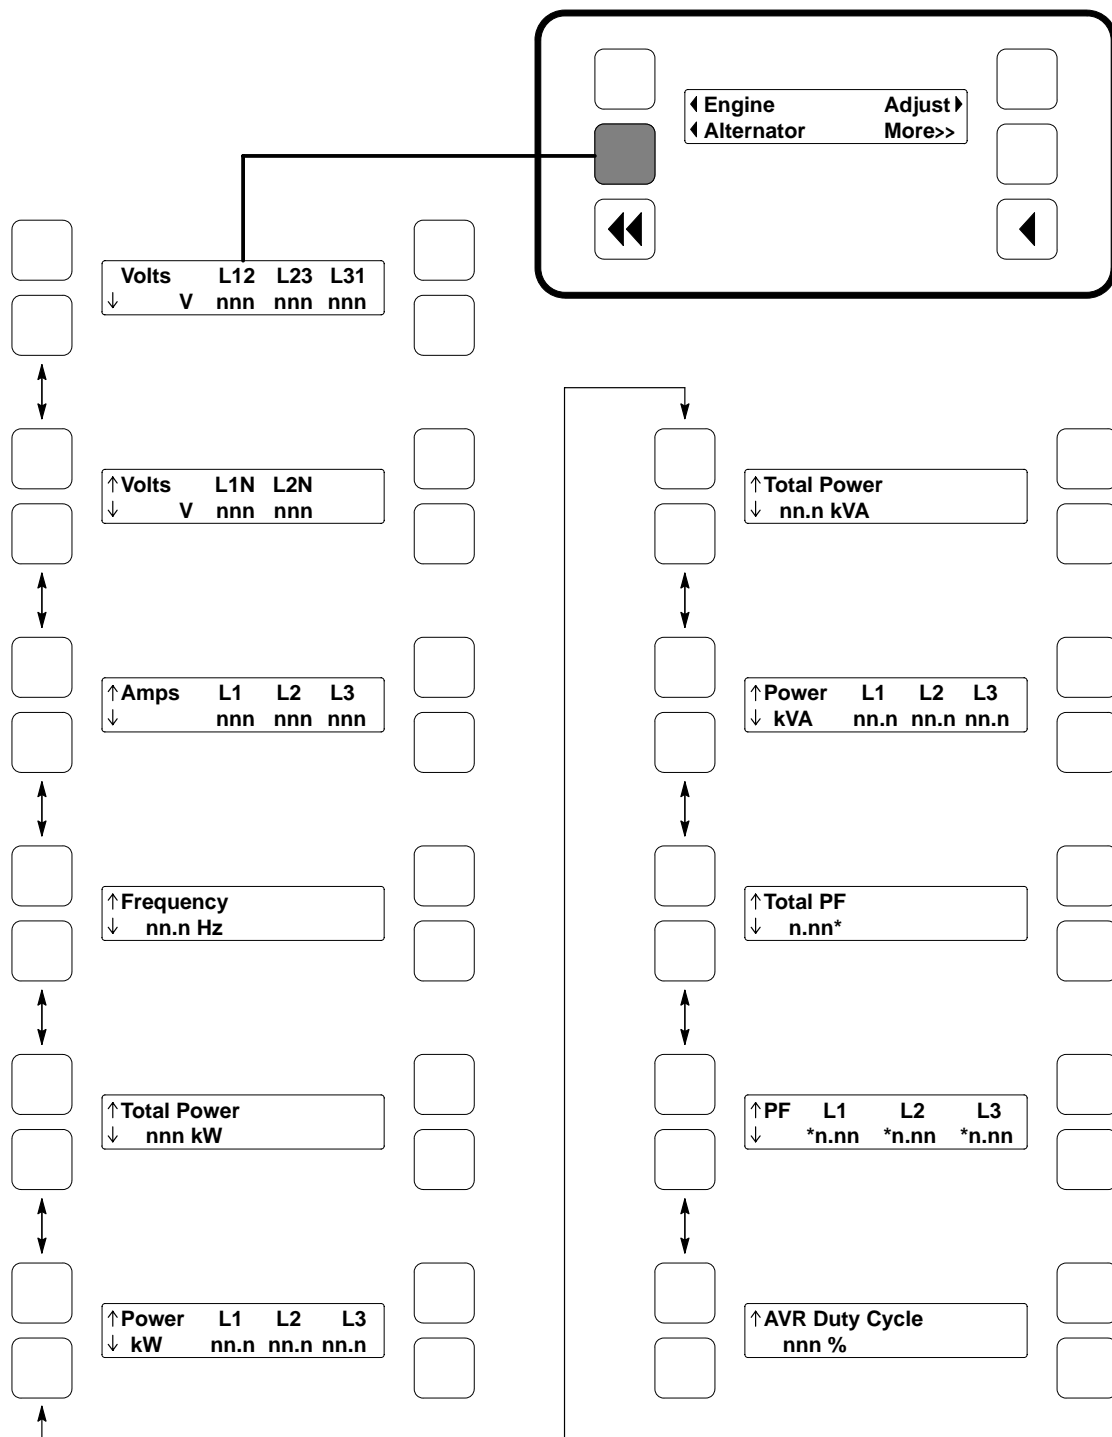 Engine Adjust
Alternator More>>
Volts L12 L23 L31
↓ V nnn nnn nnn
↑Volts L1N L2N
↓ V nnn nnn
↑Amps L1 L2 L3
↓ nnn nnn nnn
↑Frequency
↓ nn.n Hz
↑Total Power
↓ nnn kW
↑Power L1 L2 L3
↓ kW nn.n nn.n nn.n
↑Total Power
↓ nn.n kVA
↑Power L1 L2 L3
↓ kVA nn.n nn.n nn.n
↑Total PF
↓ n.nn*
↑PF L1 L2 L3
↓ *n.nn *n.nn *n.nn
↑AVR Duty Cycle
nnn %